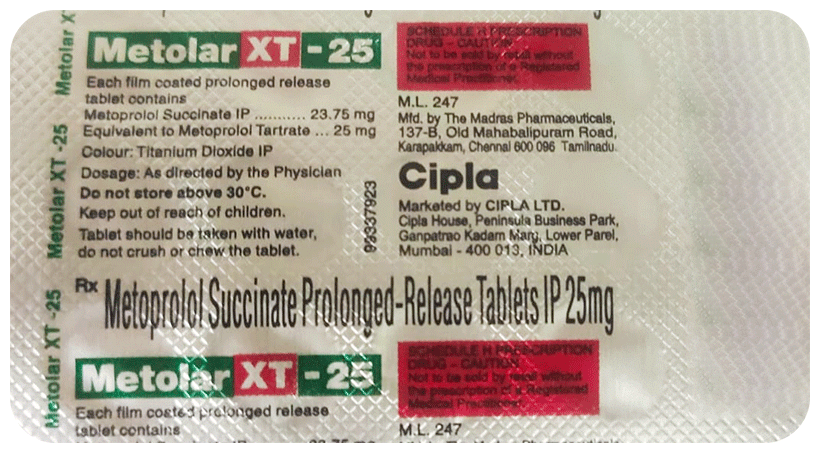 Metolar XT-25
SCHEDULE H PRESCRIPTION
DRUG - CAUTION
Not to be sold by retail without
the prescription of a Registered
Medical Practitioner.
Each film coated prolonged release
tablet contains
Metoprolol Succinate IP ........... 23.75 mg
Equivalent to Metoprolol Tartrate ... 25 mg
Colour: Titanium Dioxide IP
Dosage: As directed by the Physician
Do not store above 30°C.
Keep out of reach of children.
Tablet should be taken with water,
do not crush or chew the tablet.
M.L. 247
Mfd. by The Madras Pharmaceuticals,
137-B, Old Mahabalipuram Road,
Karapakkam, Chennai 600 096 Tamilnadu.
Cipla
Marketed by CIPLA LTD.
Cipla House, Peninsula Business Park,
Ganpatrao Kadam Marg, Lower Parel,
Mumbai - 400 013, INDIA
Metolar XT -25
Metolar XT -25
Rx Metoprolol Succinate Prolonged-Release Tablets IP 25mg
Metolar XT-25
SCHEDULE H PRESCRIPTION
DRUG - CAUTION
Not to be sold by retail without
the prescription of a Registered
Medical Practitioner.
Each film coated prolonged release
tablet contains
M.L. 247
Metolar XT -25